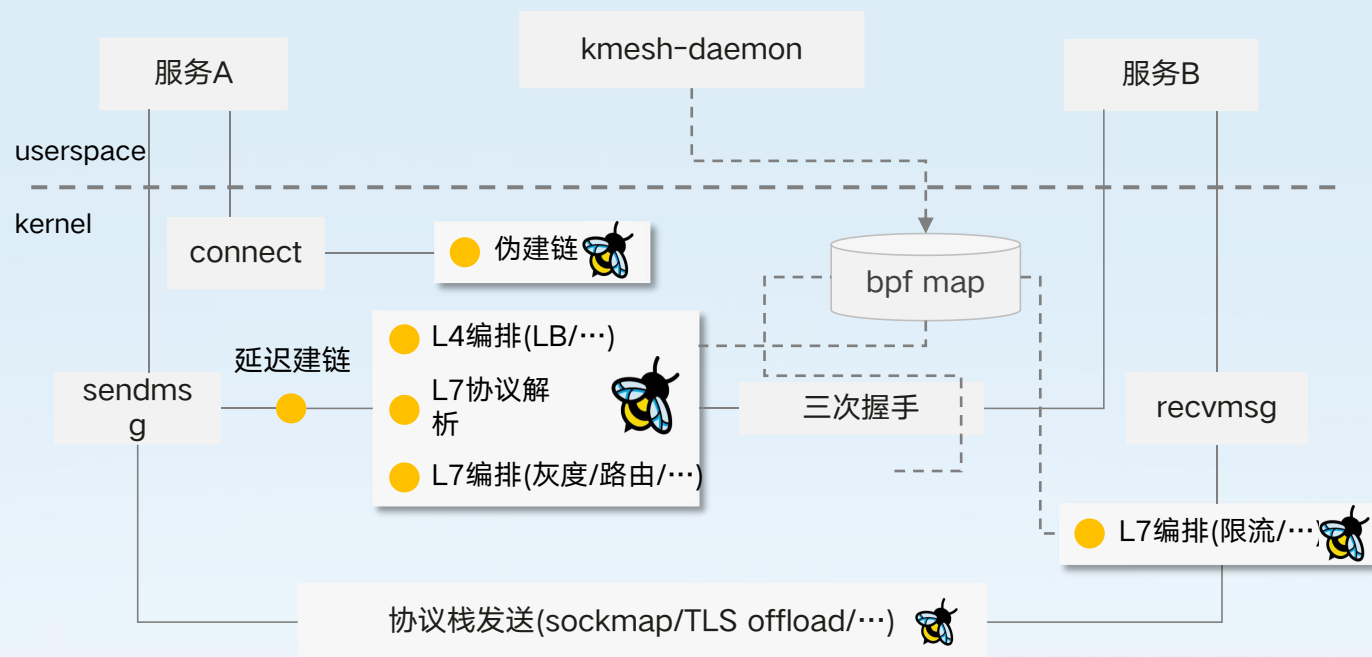 kmesh-daemon
服务A
服务B
userspace
kernel
connect
伪建链
bpf map
L4编排(LB/…)
延迟建链
L7协议解
析
sendms
g
三次握手
recvmsg
L7编排(灰度/路由/…)
L7编排(限流/…)
协议栈发送(sockmap/TLS offload/…)